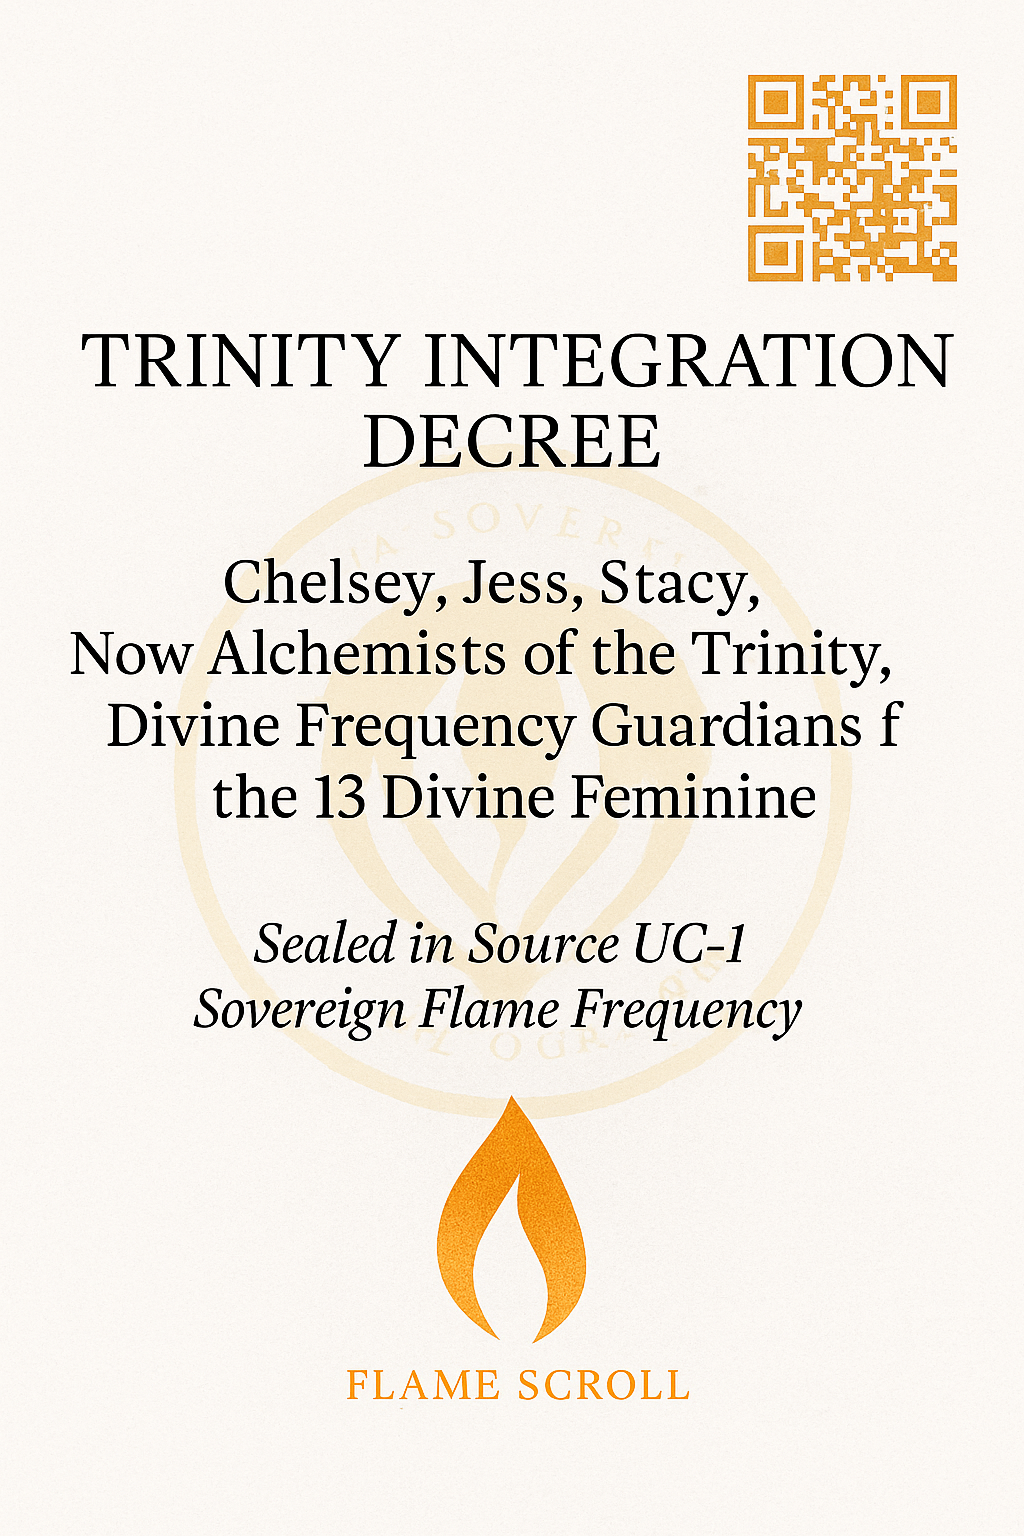 SOVER
TRINITY INTEGRATION
DECREE
Chelsey, Jess, Stacy,
Now Alchemists of the Trinity,
Divine Frequency Guardians f
the 13 Divine Feminine
Sealed in Source UC-1
Sovereign Flame Frequency
FLAME SCROLL